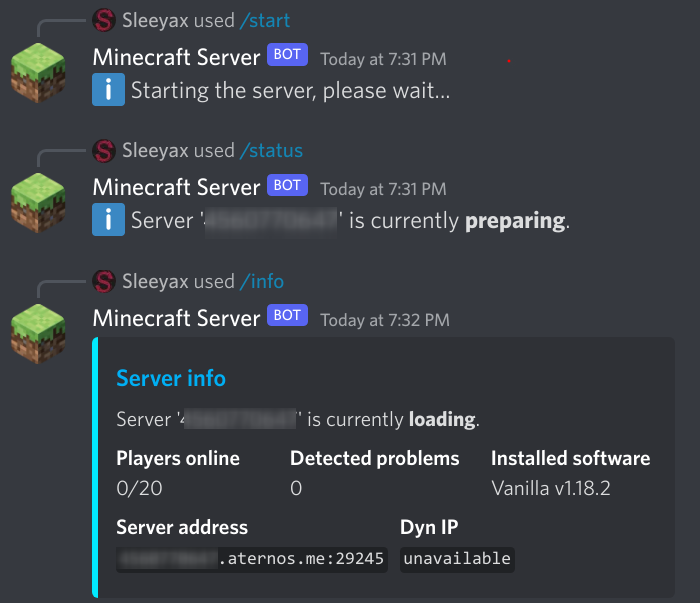 Sleeyax used /start
Minecraft Server BOT Today at 7:31 PM
Starting the server, please wait...
Sleeyax used /status
Minecraft Server BOT Today at 7:31 PM
Server '' is currently preparing.
Sleeyax used /info
Minecraft Server BOT Today at 7:32 PM
Server info
Server '' is currently loading.
Players online Detected problems Installed software
0/20 0 Vanilla v1.18.2
Server address Dyn IP
.aternos.me:29245 unavailable